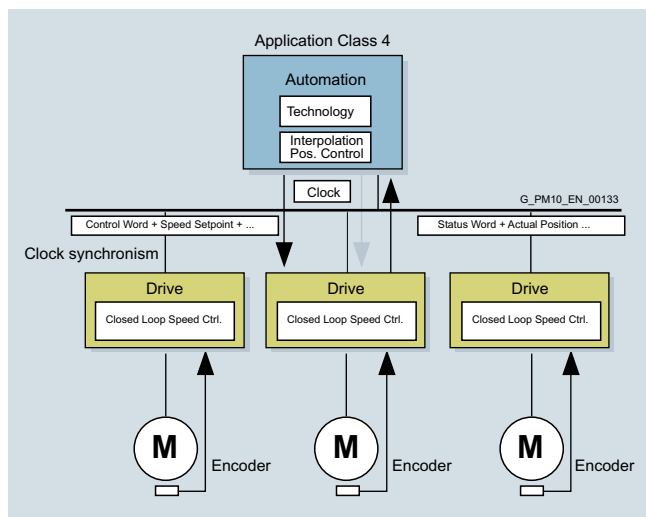 Application Class 4
Automation
Technology
Interpolation
Pos. Control
Clock
G_PM10_EN_00133
Control Word + Speed Setpoint + ...
Status Word + Actual Position ...
Clock synchronism
Drive
Drive
Drive
Closed Loop Speed Ctrl.
Closed Loop Speed Ctrl.
Closed Loop Speed Ctrl.
M
M
M
Encoder
Encoder
Encoder